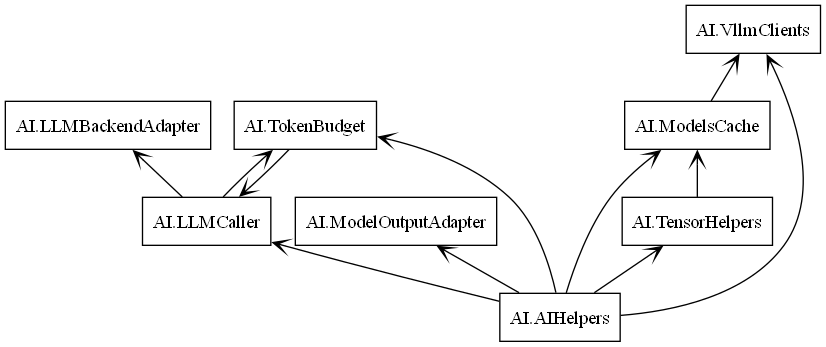 AI.VllmClients
AI.LLMBackendAdapter
AI.TokenBudget
AI.ModelsCache
AI.LLMCaller
AI.ModelOutputAdapter
AI.TensorHelpers
AI.AIHelpers